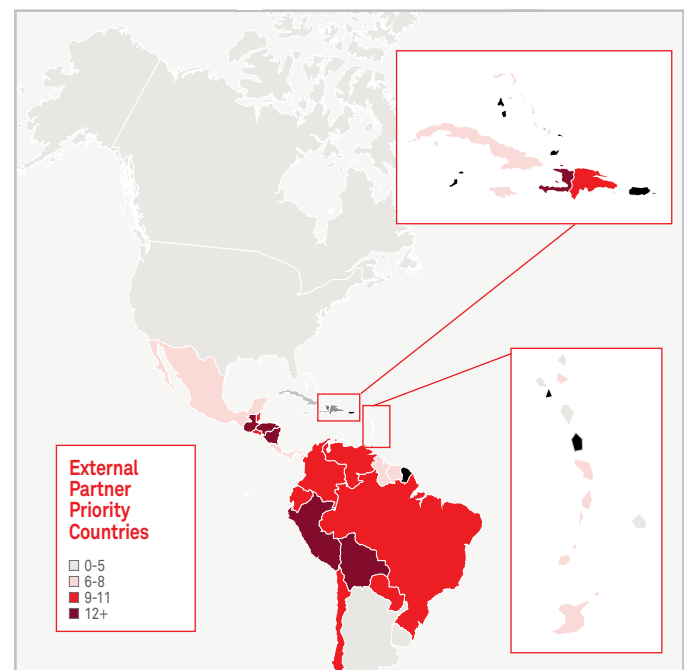 External
Partner
Priority
Countries
0-5
6-8
9-11
12+